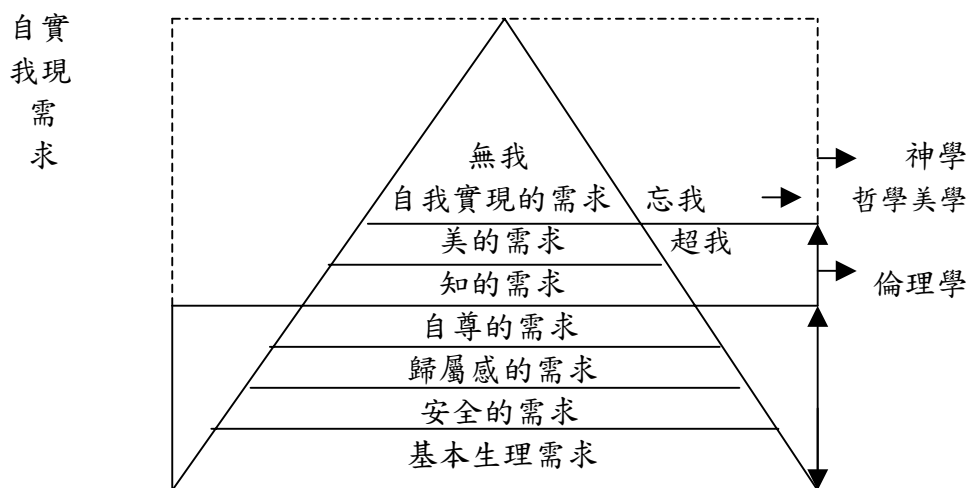 自實
我現
需
求
無我
神學
自我實現的需求 忘我
哲學美學
美的需求
超我
知的需求
倫理學
自尊的需求
歸屬感的需求
安全的需求
基本生理需求